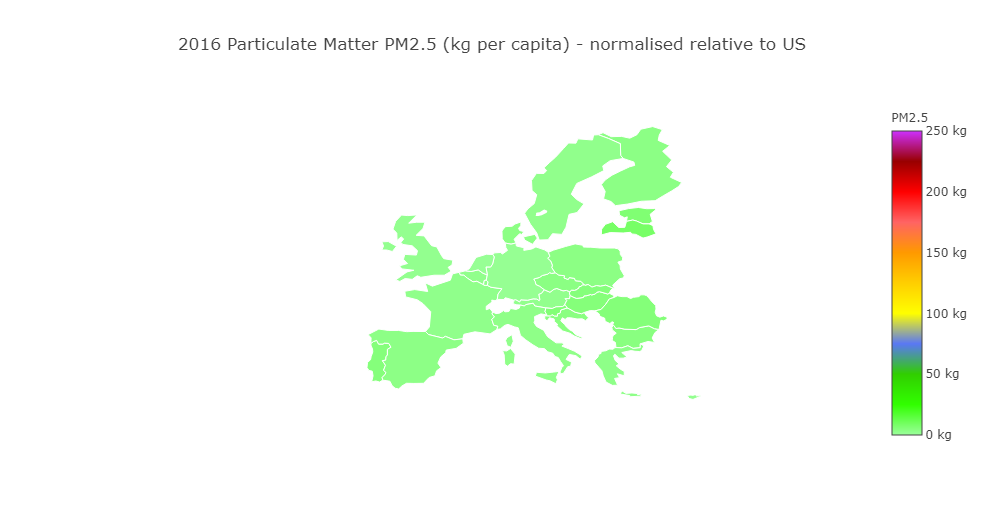 2016 Particulate Matter PM2.5 (kg per capita) - normalised relative to US
PM2.5
250 kg
200 kg
150 kg
100 kg
50 kg
0 kg